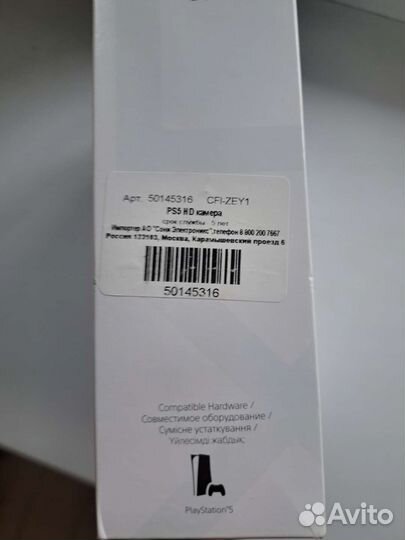 Арт. 50145316 CFI-ZEY1
PS5 HD камера
срок службы 5 лет
Импортер АО "Сони Электроникс",телефон 8 800 200 7667
Россия 123103, Москва, Карамышевский проезд 6
50145316
Compatible Hardware /
Совместимое оборудование /
Сумісне устаткування /
Үйлесімді жабдық:
PlayStation®5
Avito